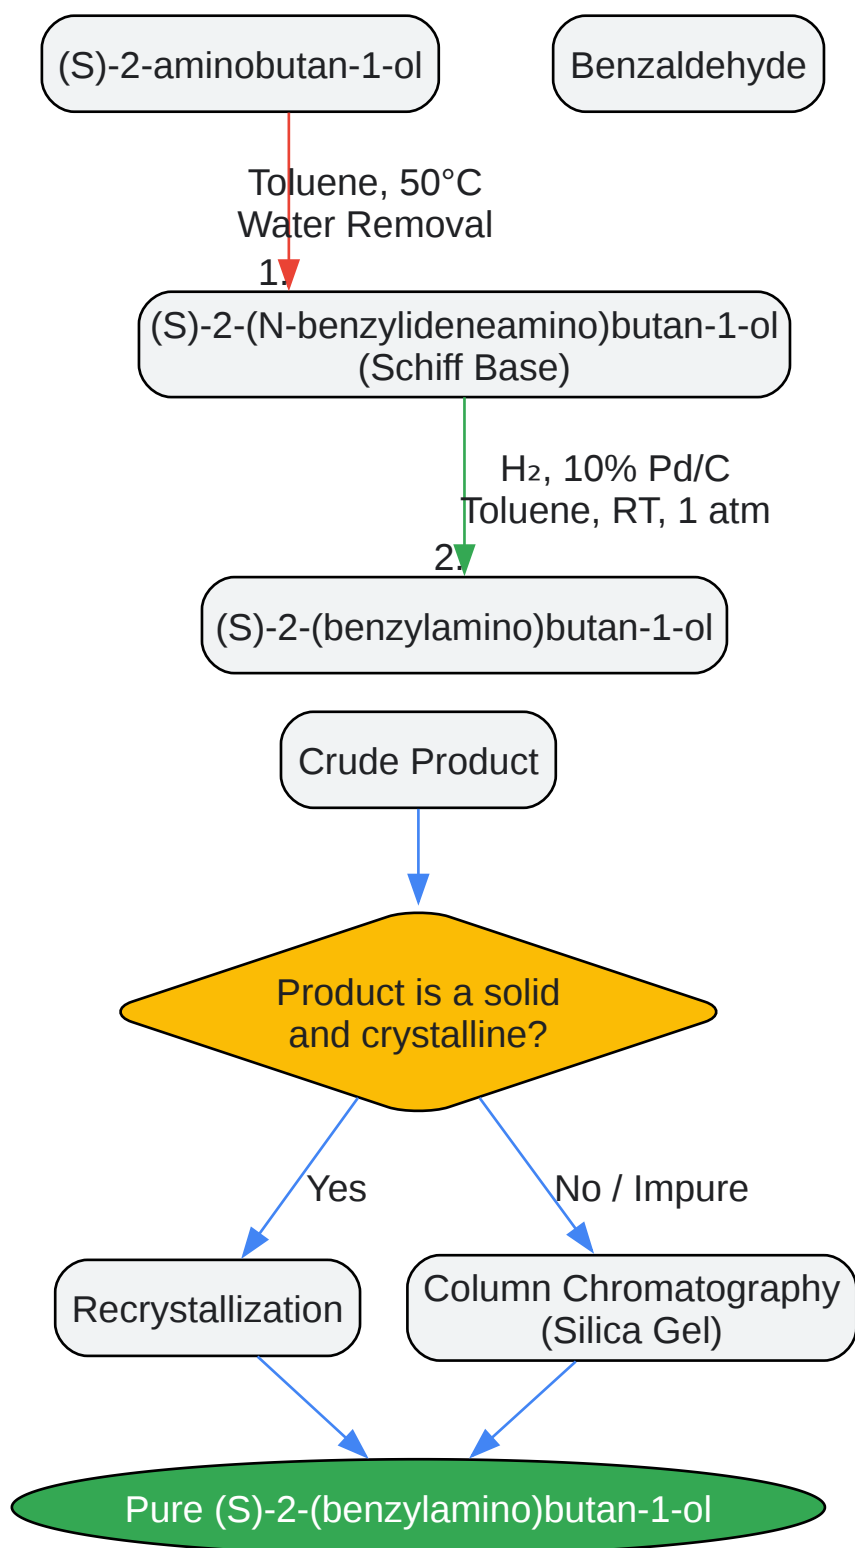 (S)-2-aminobutan-1-ol
Benzaldehyde
Toluene, 50°C
Water Removal
1.
(S)-2-(N-benzylideneamino)butan-1-ol
(Schiff Base)
H₂, 10% Pd/C
Toluene, RT, 1 atm
2.
(S)-2-(benzylamino)butan-1-ol
Crude Product
Product is a solid
and crystalline?
Yes
No / Impure
Recrystallization
Column Chromatography
(Silica Gel)
Pure (S)-2-(benzylamino)butan-1-ol